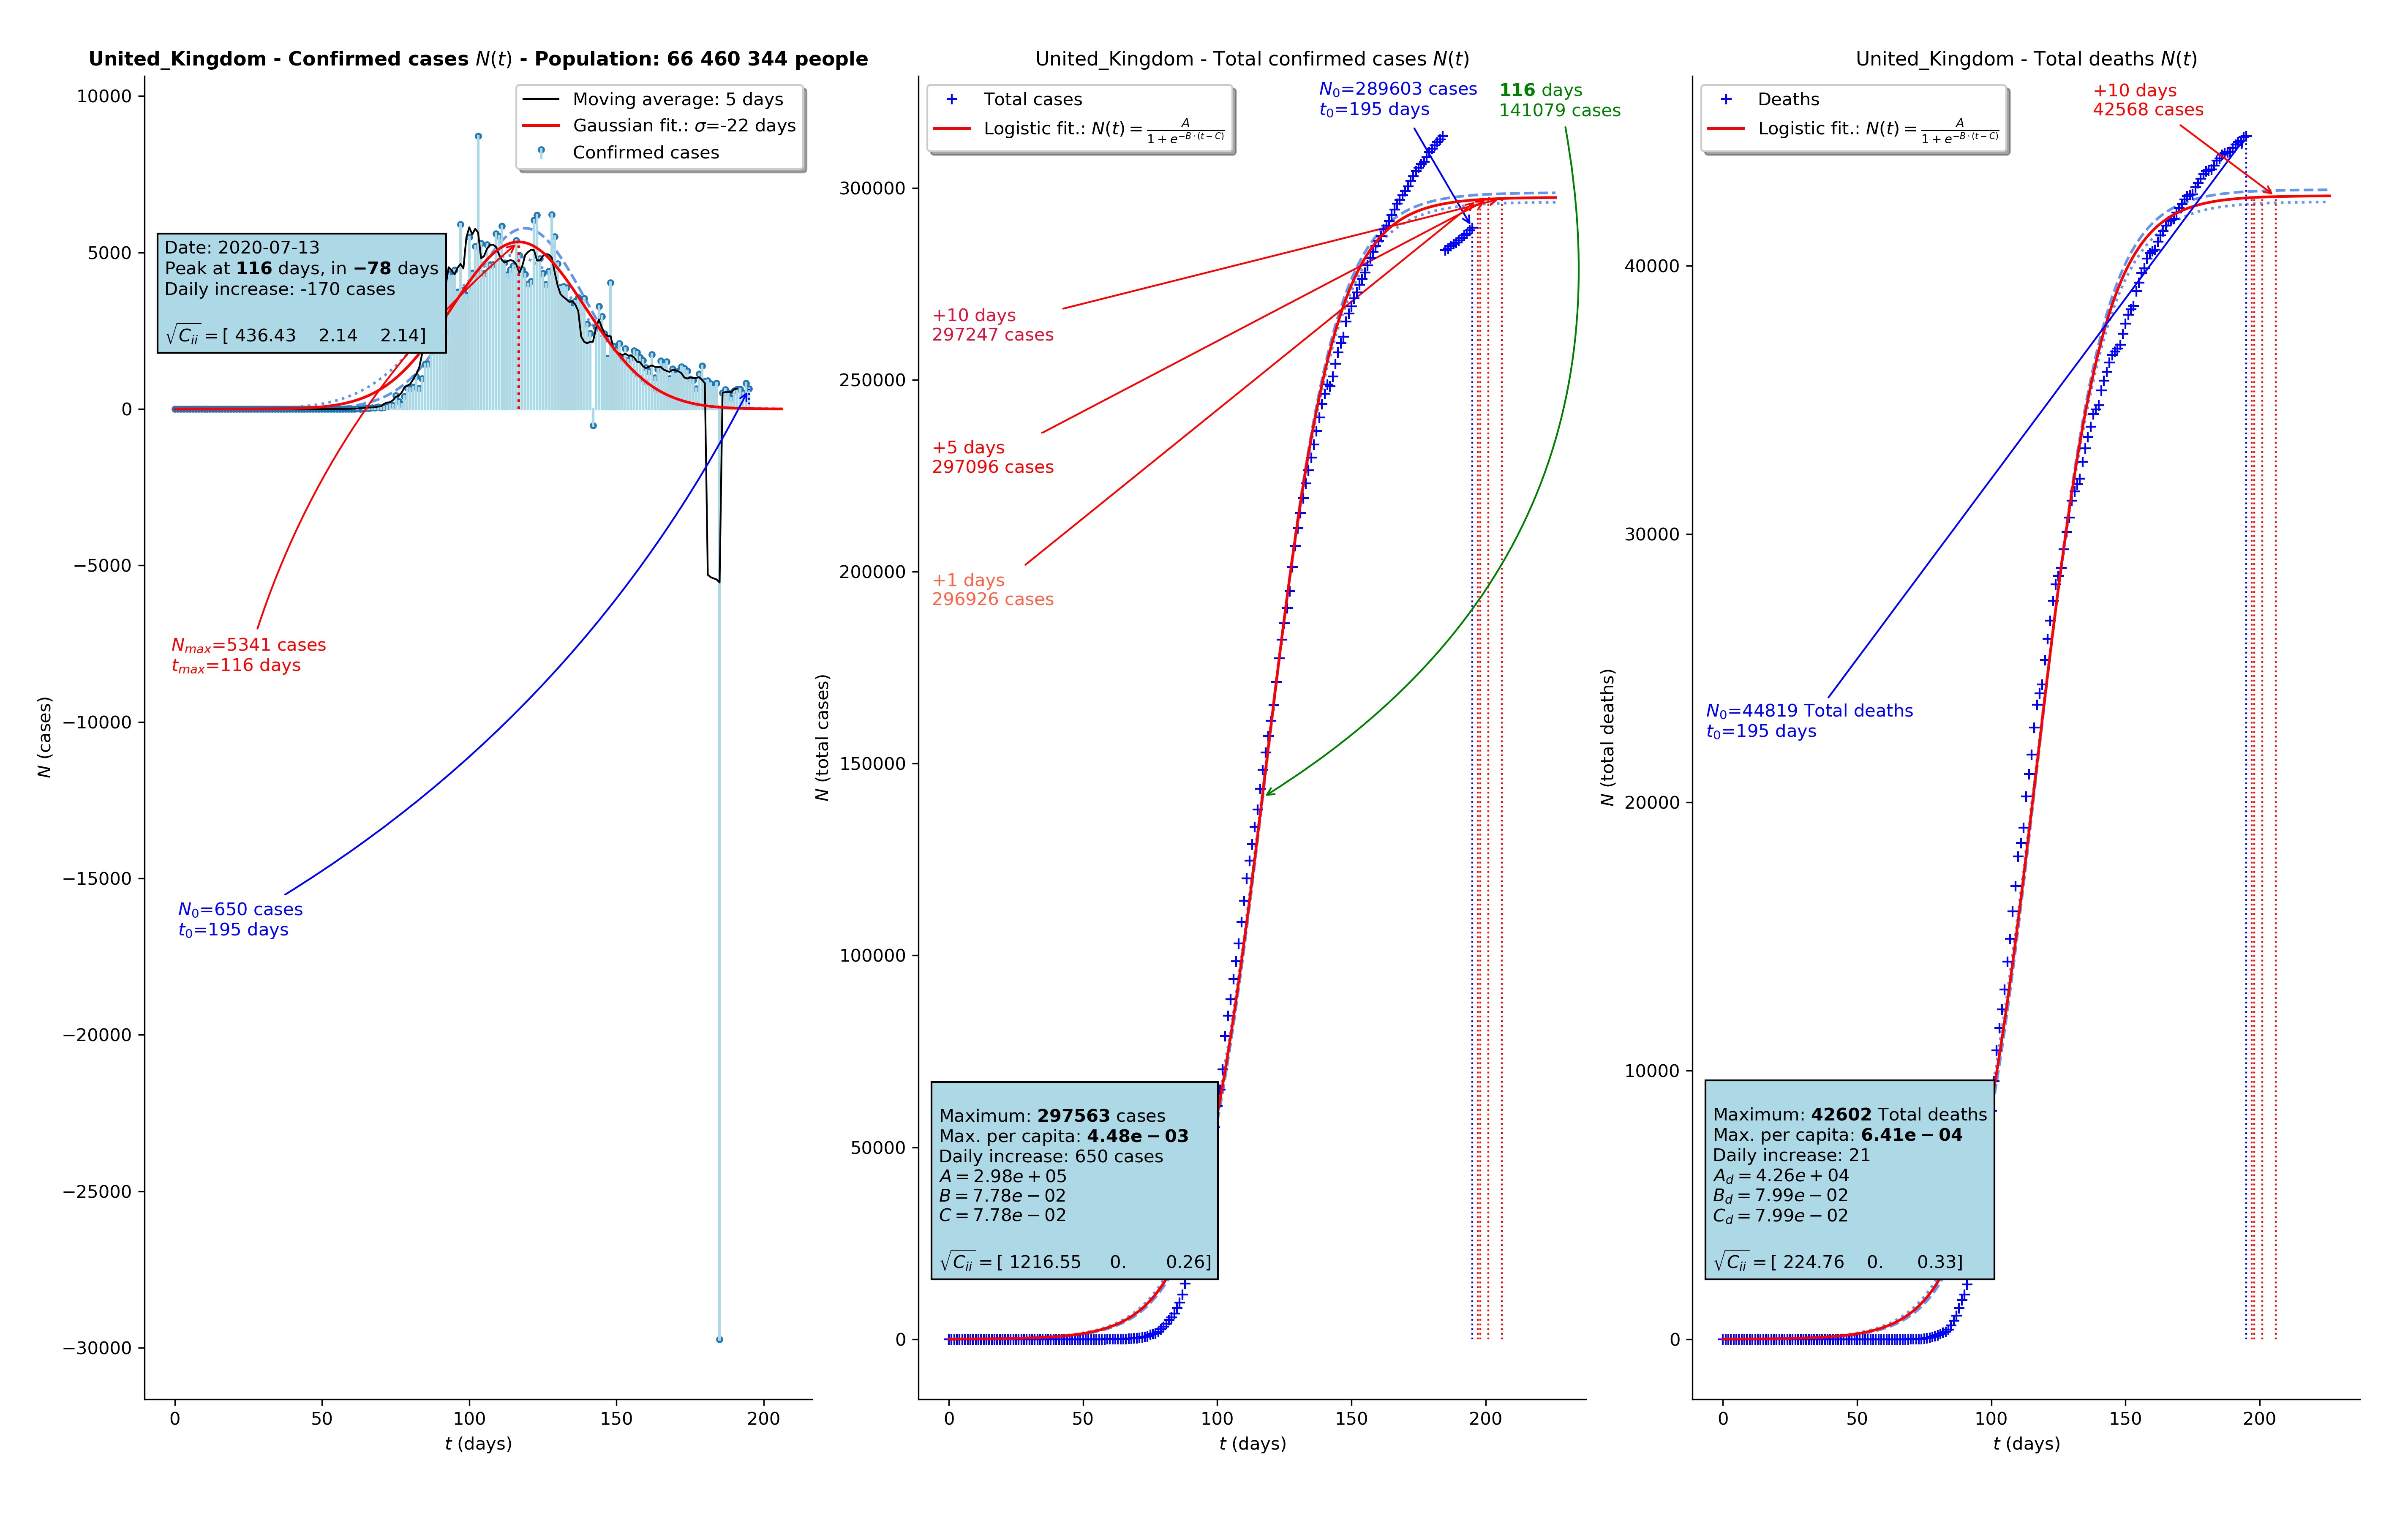 United_Kingdom - Confirmed cases N(t) - Population: 66 460 344 people
10000
5000
0
−5000
−10000
−15000
−20000
−25000
−30000
N (cases)
0 50 100 150 200
t (days)
Moving average: 5 days
Gaussian fit.: σ=-22 days
Confirmed cases
Date: 2020-07-13
Peak at 116 days, in −78 days
Daily increase: -170 cases
√C_ii = [ 436.43 2.14 2.14]
N_max=5341 cases
t_max=116 days
N_0=650 cases
t_0=195 days
United_Kingdom - Total confirmed cases N(t)
300000
250000
200000
150000
100000
50000
0
N (total cases)
0 50 100 150 200
t (days)
Total cases
Logistic fit.: N(t) = A / (1 + e^{−B·(t−C)})
N_0=289603 cases
t_0=195 days
116 days
141079 cases
+10 days
297247 cases
+5 days
297096 cases
+1 days
296926 cases
Maximum: 297563 cases
Max. per capita: 4.48e − 03
Daily increase: 650 cases
A = 2.98e + 05
B = 7.78e − 02
C = 7.78e − 02
√C_ii = [ 1216.55 0. 0.26]
United_Kingdom - Total deaths N(t)
40000
30000
20000
10000
0
N (total deaths)
0 50 100 150 200
t (days)
Deaths
Logistic fit.: N(t) = A / (1 + e^{−B·(t−C)})
+10 days
42568 cases
N_0=44819 Total deaths
t_0=195 days
Maximum: 42602 Total deaths
Max. per capita: 6.41e − 04
Daily increase: 21
A_d = 4.26e + 04
B_d = 7.99e − 02
C_d = 7.99e − 02
√C_ii = [ 224.76 0. 0.33]